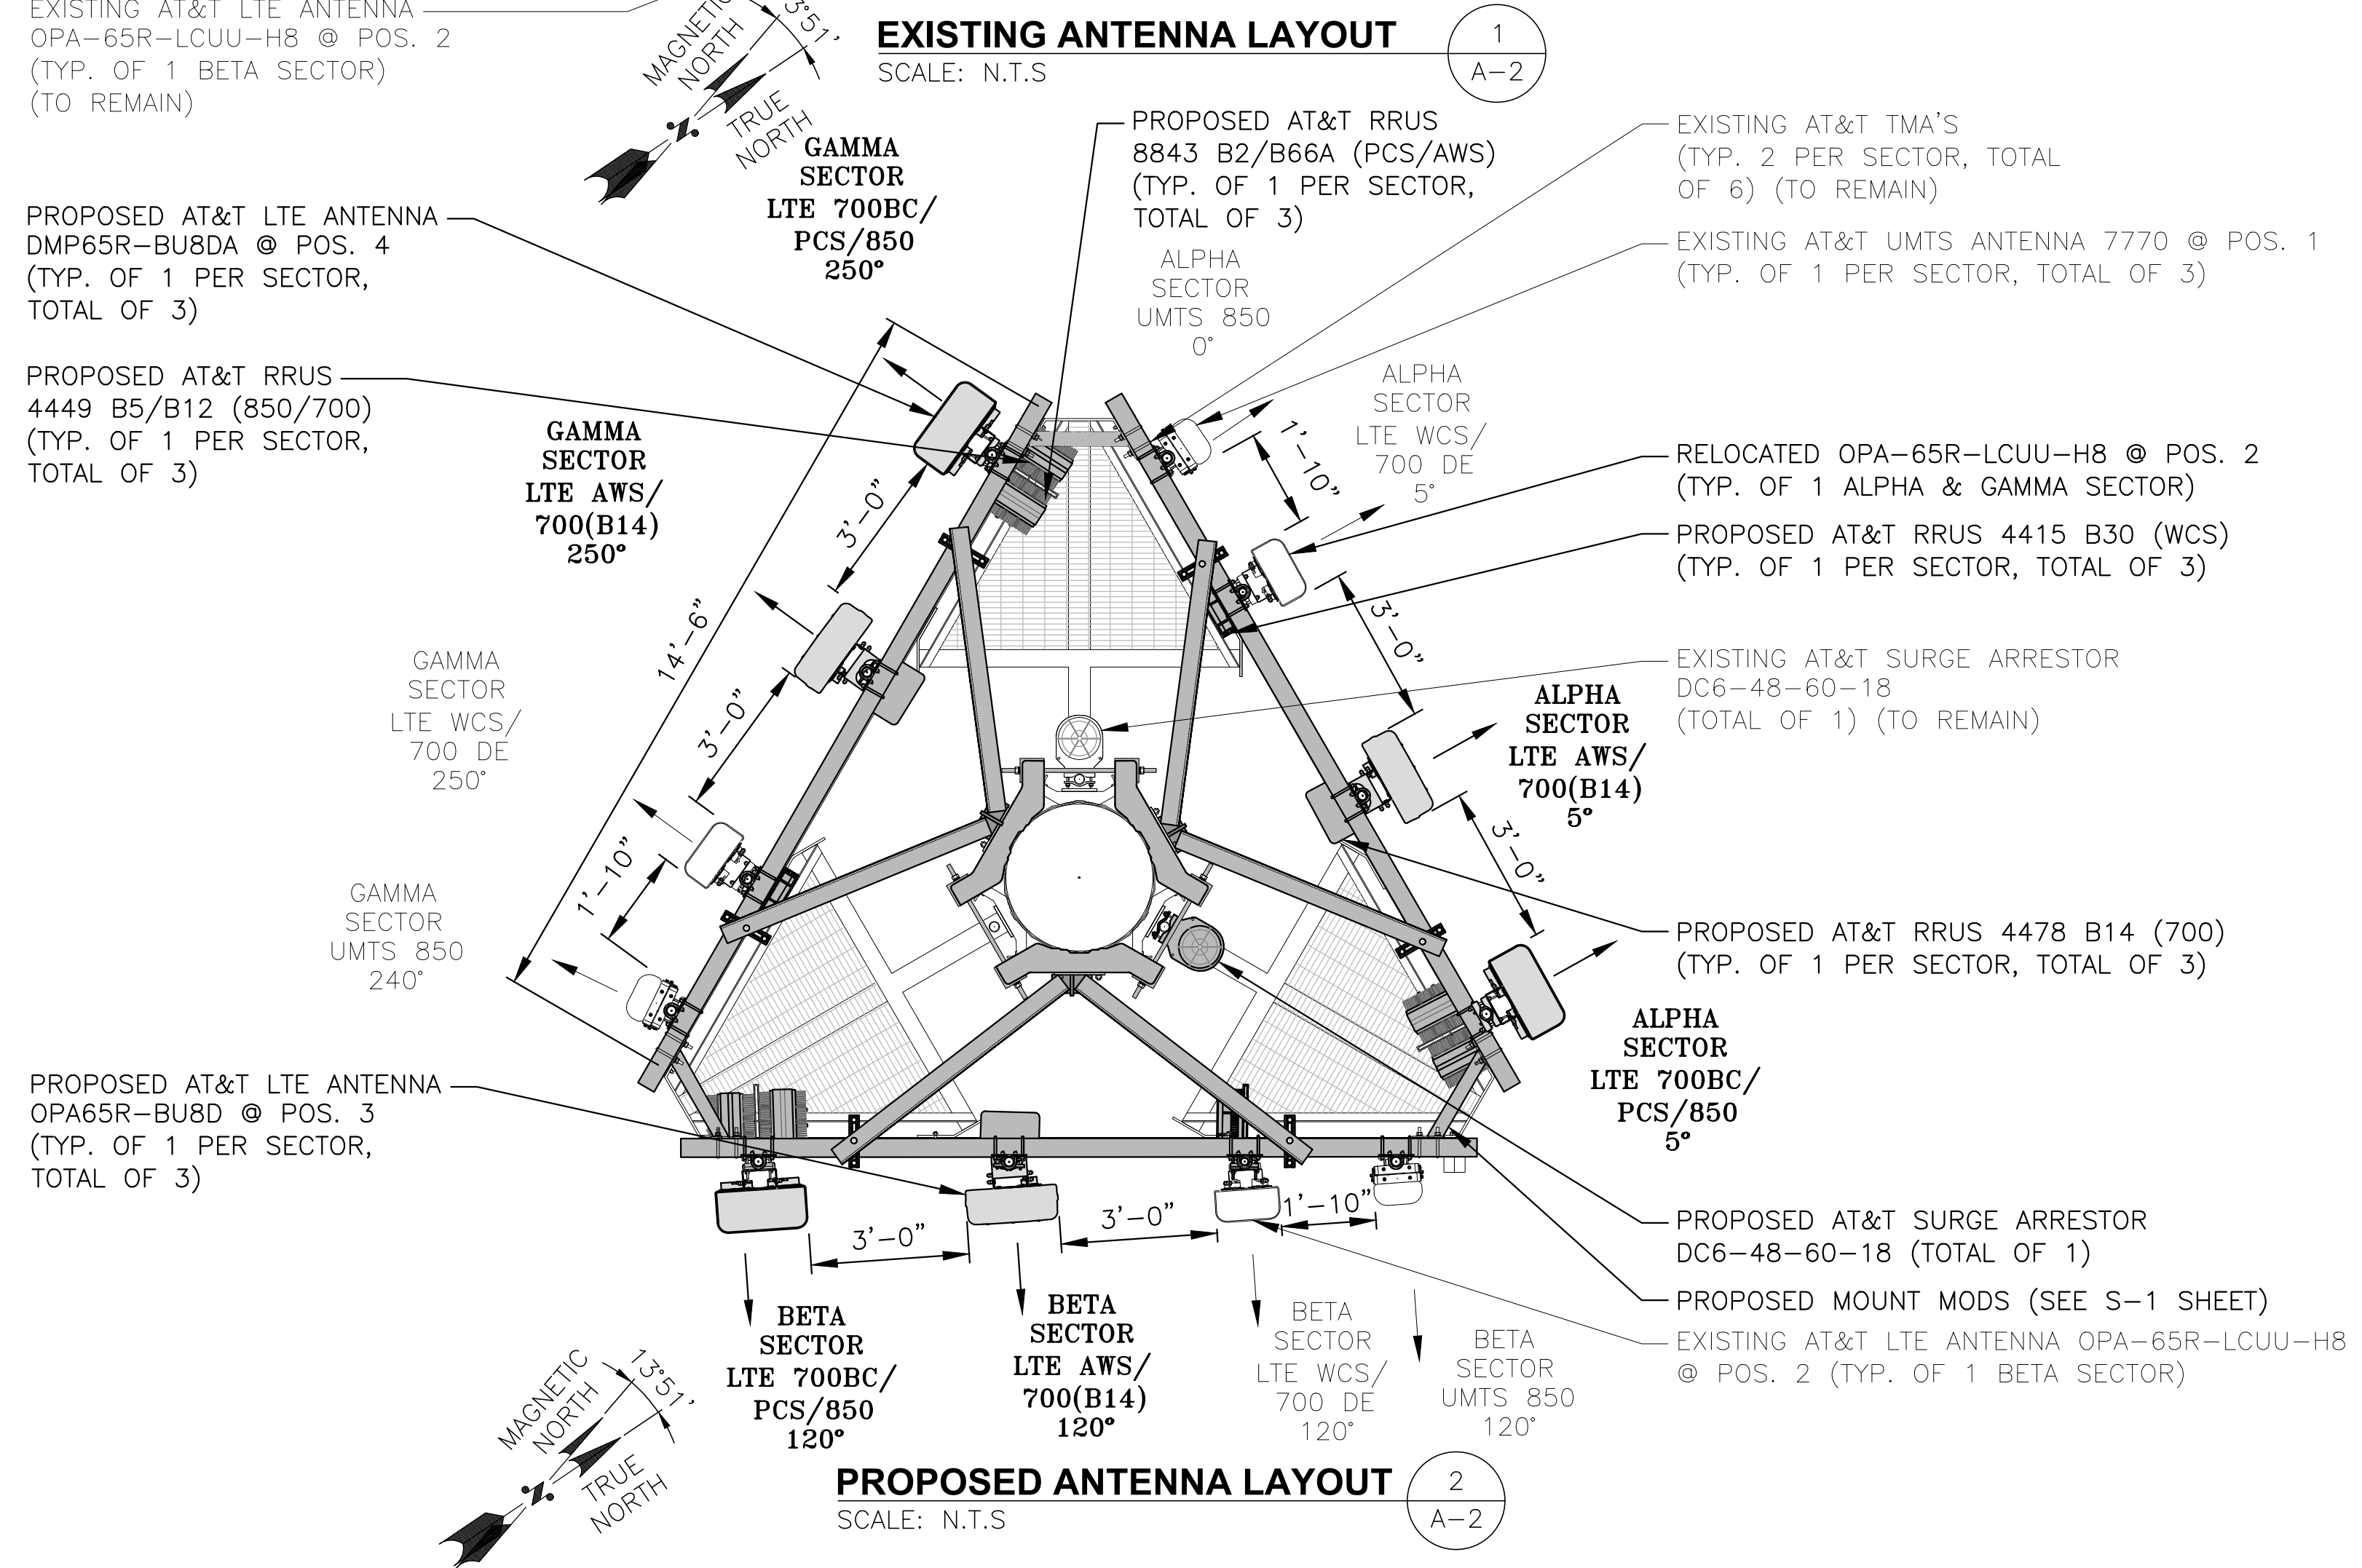 EXISTING AT&T LTE ANTENNA
OPA-65R-LCUU-H8 @ POS. 2
(TYP. OF 1 BETA SECTOR)
(TO REMAIN)
MAGNETIC
NORTH
13°51'
TRUE
NORTH
EXISTING ANTENNA LAYOUT
SCALE: N.T.S
1
A-2
GAMMA
SECTOR
LTE 700BC/
PCS/850
250°
PROPOSED AT&T RRUS
8843 B2/B66A (PCS/AWS)
(TYP. OF 1 PER SECTOR,
TOTAL OF 3)
EXISTING AT&T TMA'S
(TYP. 2 PER SECTOR, TOTAL
OF 6) (TO REMAIN)
PROPOSED AT&T LTE ANTENNA
DMP65R-BU8DA @ POS. 4
(TYP. OF 1 PER SECTOR,
TOTAL OF 3)
ALPHA
SECTOR
UMTS 850
0°
EXISTING AT&T UMTS ANTENNA 7770 @ POS. 1
(TYP. OF 1 PER SECTOR, TOTAL OF 3)
PROPOSED AT&T RRUS
4449 B5/B12 (850/700)
(TYP. OF 1 PER SECTOR,
TOTAL OF 3)
GAMMA
SECTOR
LTE AWS/
700(B14)
250°
ALPHA
SECTOR
LTE WCS/
700 DE
5°
1'-10"
RELOCATED OPA-65R-LCUU-H8 @ POS. 2
(TYP. OF 1 ALPHA & GAMMA SECTOR)
PROPOSED AT&T RRUS 4415 B30 (WCS)
(TYP. OF 1 PER SECTOR, TOTAL OF 3)
3'-0"
14'-6"
3'-0"
GAMMA
SECTOR
LTE WCS/
700 DE
250°
3'-0"
EXISTING AT&T SURGE ARRESTOR
DC6-48-60-18
(TOTAL OF 1) (TO REMAIN)
ALPHA
SECTOR
LTE AWS/
700(B14)
5°
3'-0"
1'-10"
GAMMA
SECTOR
UMTS 850
240°
PROPOSED AT&T RRUS 4478 B14 (700)
(TYP. OF 1 PER SECTOR, TOTAL OF 3)
ALPHA
SECTOR
LTE 700BC/
PCS/850
5°
PROPOSED AT&T LTE ANTENNA
OPA65R-BU8D @ POS. 3
(TYP. OF 1 PER SECTOR,
TOTAL OF 3)
3'-0"
3'-0"
1'-10"
PROPOSED AT&T SURGE ARRESTOR
DC6-48-60-18 (TOTAL OF 1)
PROPOSED MOUNT MODS (SEE S-1 SHEET)
EXISTING AT&T LTE ANTENNA OPA-65R-LCUU-H8
@ POS. 2 (TYP. OF 1 BETA SECTOR)
BETA
SECTOR
LTE 700BC/
PCS/850
120°
BETA
SECTOR
LTE AWS/
700(B14)
120°
BETA
SECTOR
LTE WCS/
700 DE
120°
BETA
SECTOR
UMTS 850
120°
MAGNETIC
NORTH
13°51'
TRUE
NORTH
PROPOSED ANTENNA LAYOUT
SCALE: N.T.S
2
A-2